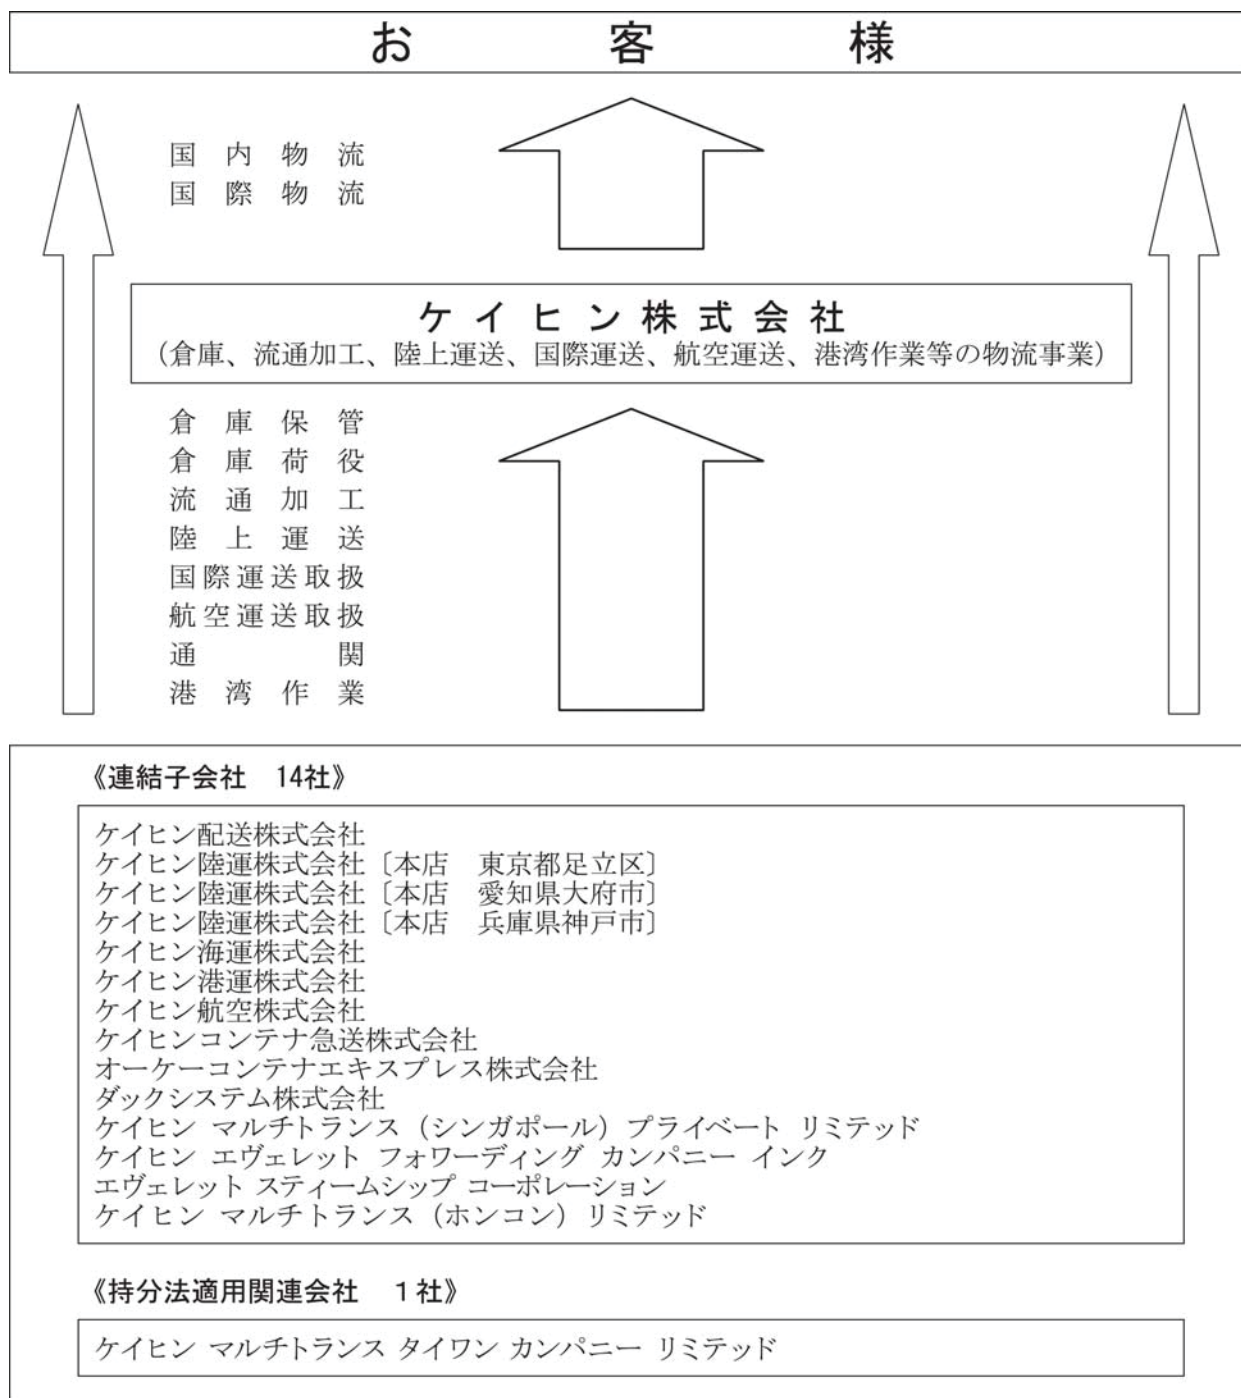 お客様
国内物流
国際物流
ケイヒン株式会社
（倉庫、流通加工、陸上運送、国際運送、航空運送、港湾作業等の物流事業）
倉庫保管
倉庫荷役
流通加工
陸上運送
国際運送取扱
航空運送取扱
通関
港湾作業
《連結子会社　14社》
ケイヒン配送株式会社
ケイヒン陸運株式会社〔本店　東京都足立区〕
ケイヒン陸運株式会社〔本店　愛知県大府市〕
ケイヒン陸運株式会社〔本店　兵庫県神戸市〕
ケイヒン海運株式会社
ケイヒン港運株式会社
ケイヒン航空株式会社
ケイヒンコンテナ急送株式会社
オーケーコンテナエキスプレス株式会社
ダックシステム株式会社
ケイヒン マルチトランス（シンガポール）プライベート リミテッド
ケイヒン エヴェレット フォワーディング カンパニー インク
エヴェレット スティームシップ コーポレーション
ケイヒン マルチトランス（ホンコン）リミテッド
《持分法適用関連会社　１社》
ケイヒン マルチトランス タイワン カンパニー リミテッド